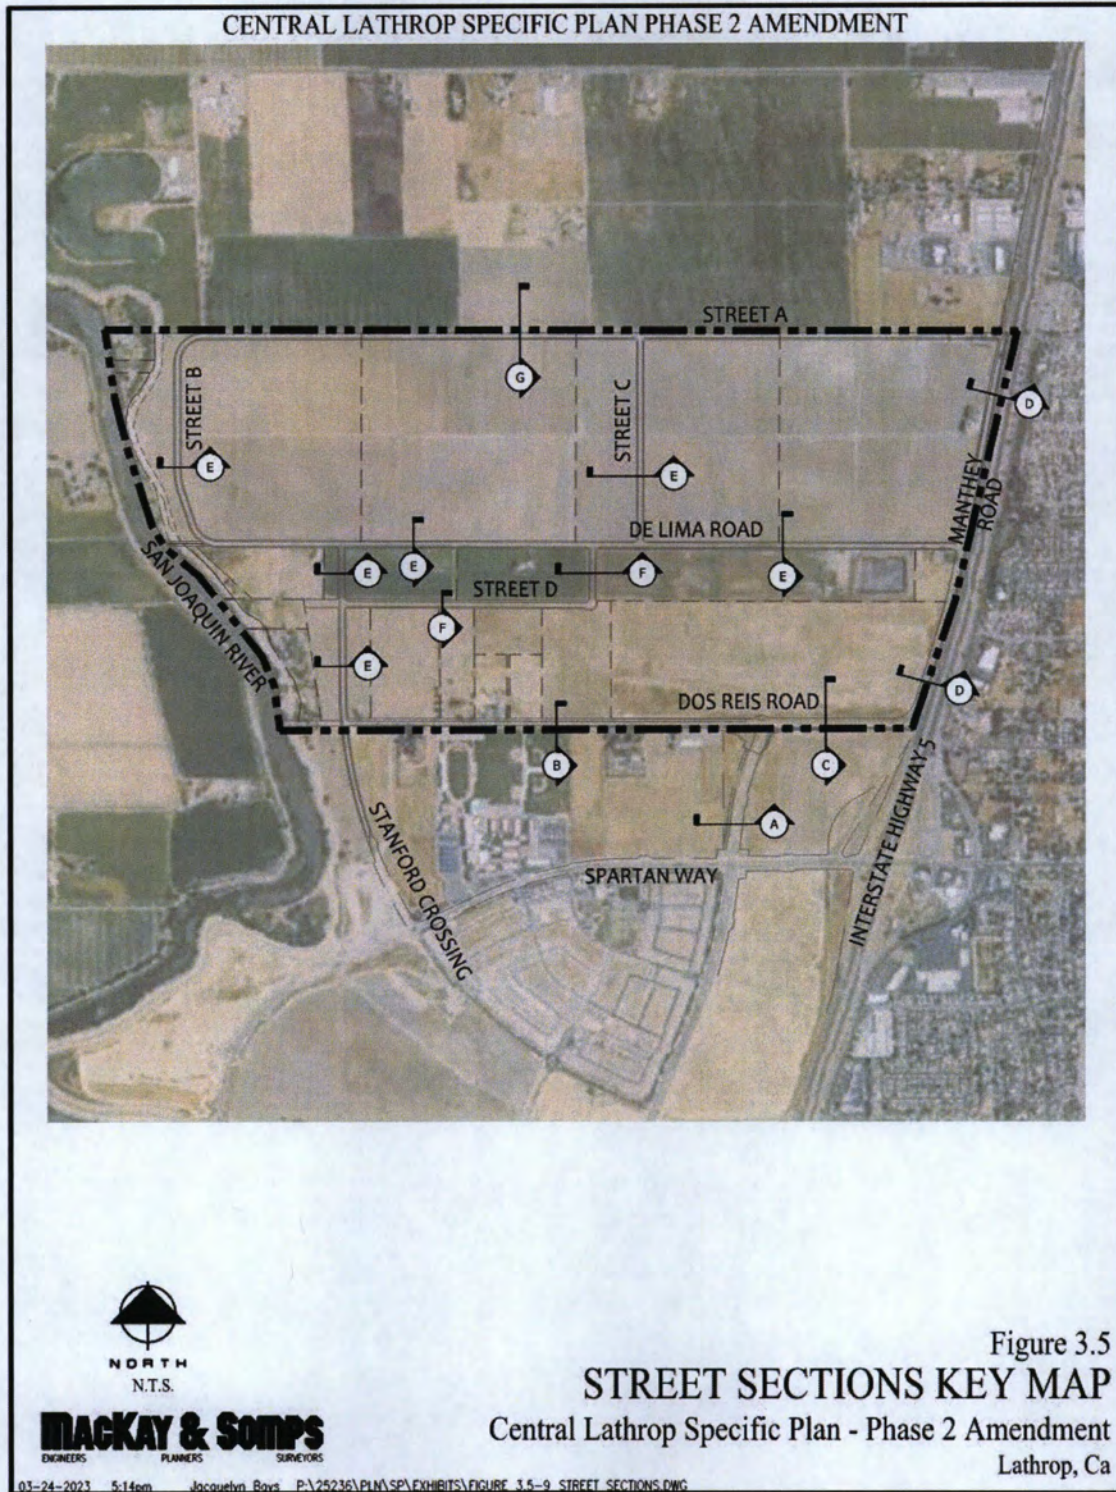 CENTRAL LATHROP SPECIFIC PLAN PHASE 2 AMENDMENT
STREET A
G
STREET B
STREET C
D
E
E
MANTHEY
ROAD
DE LIMA ROAD
E
E
F
E
STREET D
SAN JOAQUIN RIVER
F
E
DOS REIS ROAD
D
B
C
A
STANFORD CROSSING
SPARTAN WAY
INTERSTATE HIGHWAY 5
NORTH
N.T.S.
MACKAY & SOMPS
ENGINEERS PLANNERS SURVEYORS
Figure 3.5
STREET SECTIONS KEY MAP
Central Lathrop Specific Plan - Phase 2 Amendment
Lathrop, Ca
03-24-2023 5:14pm Jacquelyn Bays P:\25236\PLN\SP\EXHIBITS\FIGURE 3.5-9 STREET SECTIONS.DWG